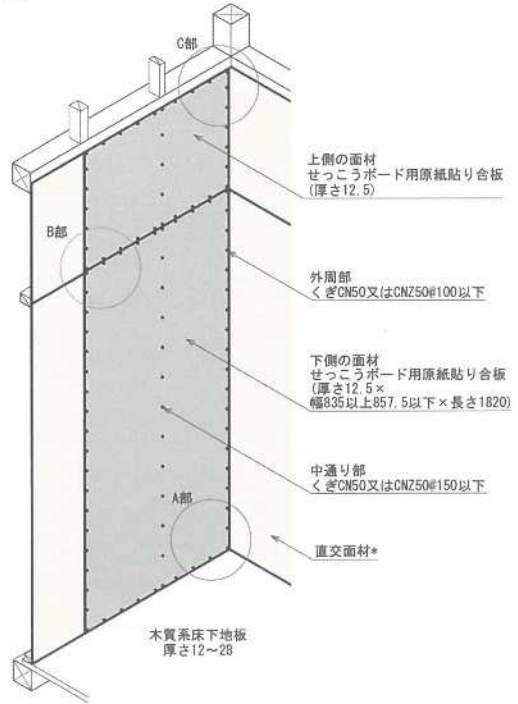 C部
上側の面材
せっこうボード用原紙貼り合板
(厚さ12.5)
B部
外周部
くぎCN50又はCNZ50@100以下
下側の面材
せっこうボード用原紙貼り合板
(厚さ12.5×
幅835以上857.5以下×長さ1820)
中通り部
くぎCN50又はCNZ50@150以下
A部
直交面材*
木質系床下地板
厚さ12～28